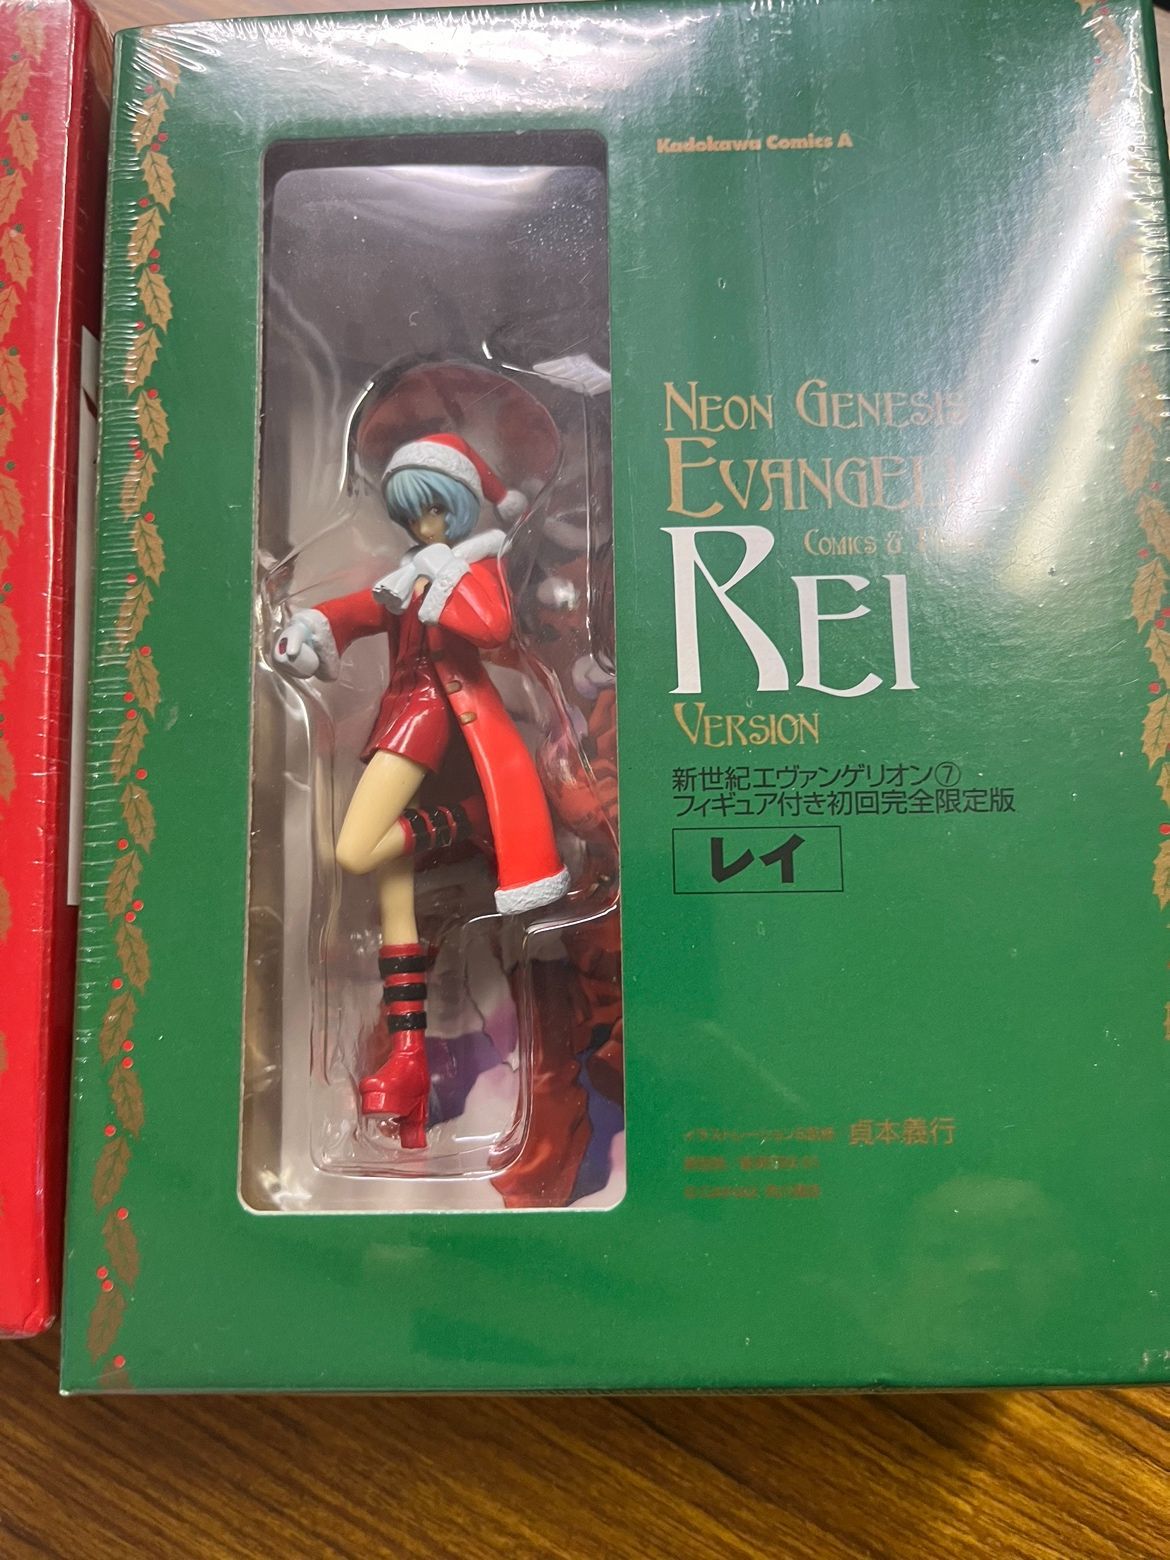 Kadokawa Comics A
NEON GENESIS
COMICS &
REI
VERSION
新世紀エヴァンゲリオン⑦
フィギュア付き初回完全限定版
レイ
貞本義行